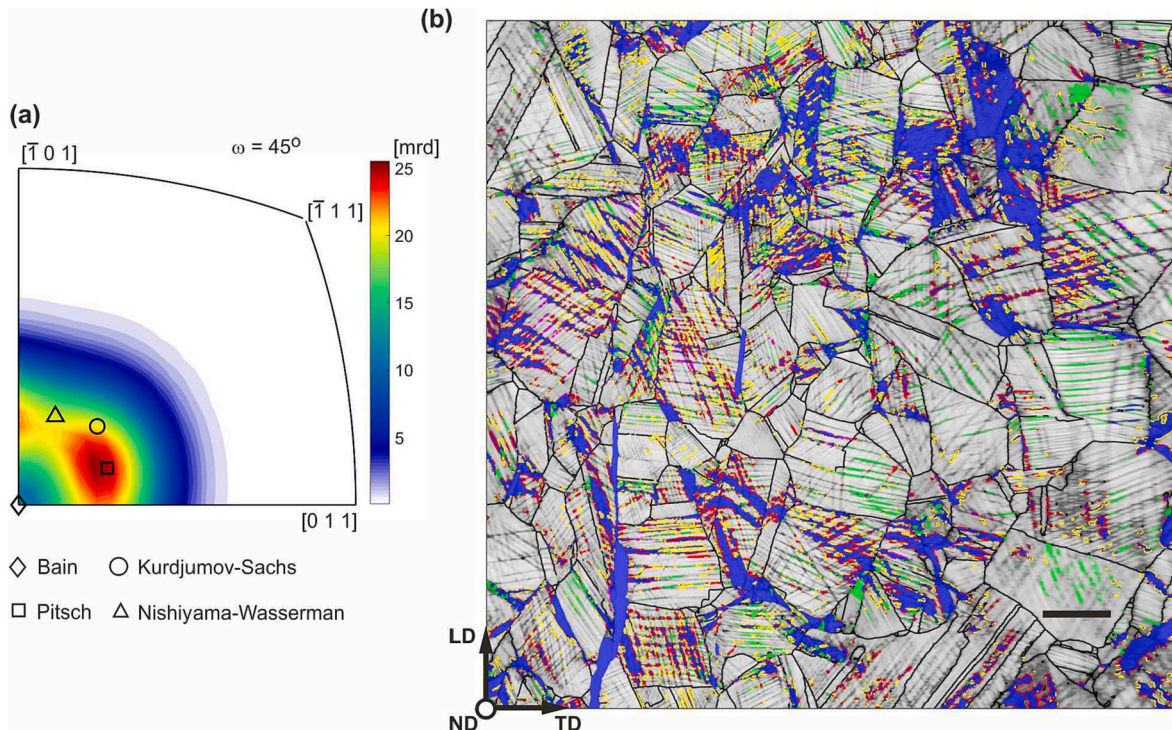 (b)
(a)
[1̅ 0 1]
ω = 45°
[mrd]
25
[1̅ 1 1]
20
15
10
5
[0 1 1]
Bain
Kurdjumov-Sachs
Pitsch
Nishiyama-Wasserman
LD
ND
TD